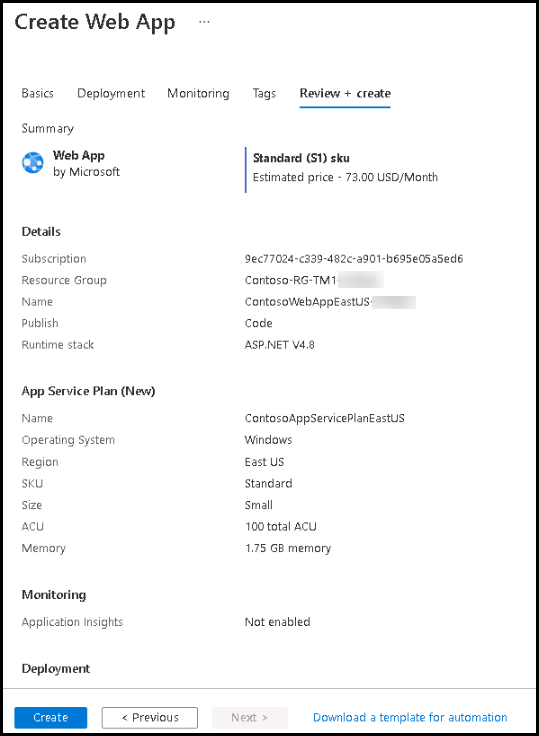 Create Web App ...
Basics Deployment Monitoring Tags Review + create
Summary
Web App
by Microsoft
Standard (S1) sku
Estimated price - 73.00 USD/Month
Details
Subscription 9ec77024-c339-482c-a901-b695e05a5ed6
Resource Group Contoso-RG-TM1-
Name ContosoWebAppEastUS-
Publish Code
Runtime stack ASP.NET V4.8
App Service Plan (New)
Name ContosoAppServicePlanEastUS
Operating System Windows
Region East US
SKU Standard
Size Small
ACU 100 total ACU
Memory 1.75 GB memory
Monitoring
Application Insights Not enabled
Deployment
Create < Previous Next > Download a template for automation